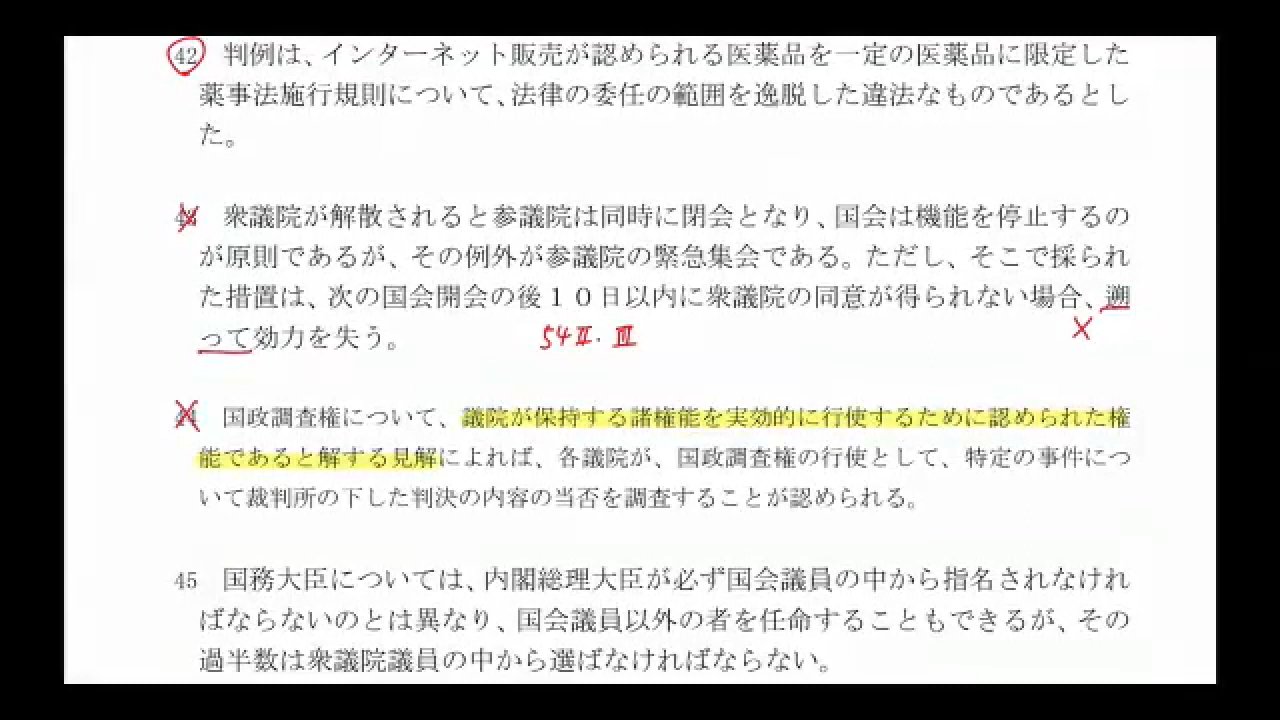 42 判例は、インターネット販売が認められる医薬品を一定の医薬品に限定した
薬事法施行規則について、法律の委任の範囲を逸脱した違法なものであるとし
た。
衆議院が解散されると参議院は同時に閉会となり、国会は機能を停止するの
が原則であるが、その例外が参議院の緊急集会である。ただし、そこで採られ
た措置は、次の国会開会の後10日以内に衆議院の同意が得られない場合、遡
って効力を失う。 54Ⅱ.Ⅲ ×
国政調査権について、議院が保持する諸権能を実効的に行使するために認められた権
能であると解する見解によれば、各議院が、国政調査権の行使として、特定の事件につ
いて裁判所の下した判決の内容の当否を調査することが認められる。
45 国務大臣については、内閣総理大臣が必ず国会議員の中から指名されなけれ
ばならないのとは異なり、国会議員以外の者を任命することもできるが、その
過半数は衆議院議員の中から選ばなければならない。